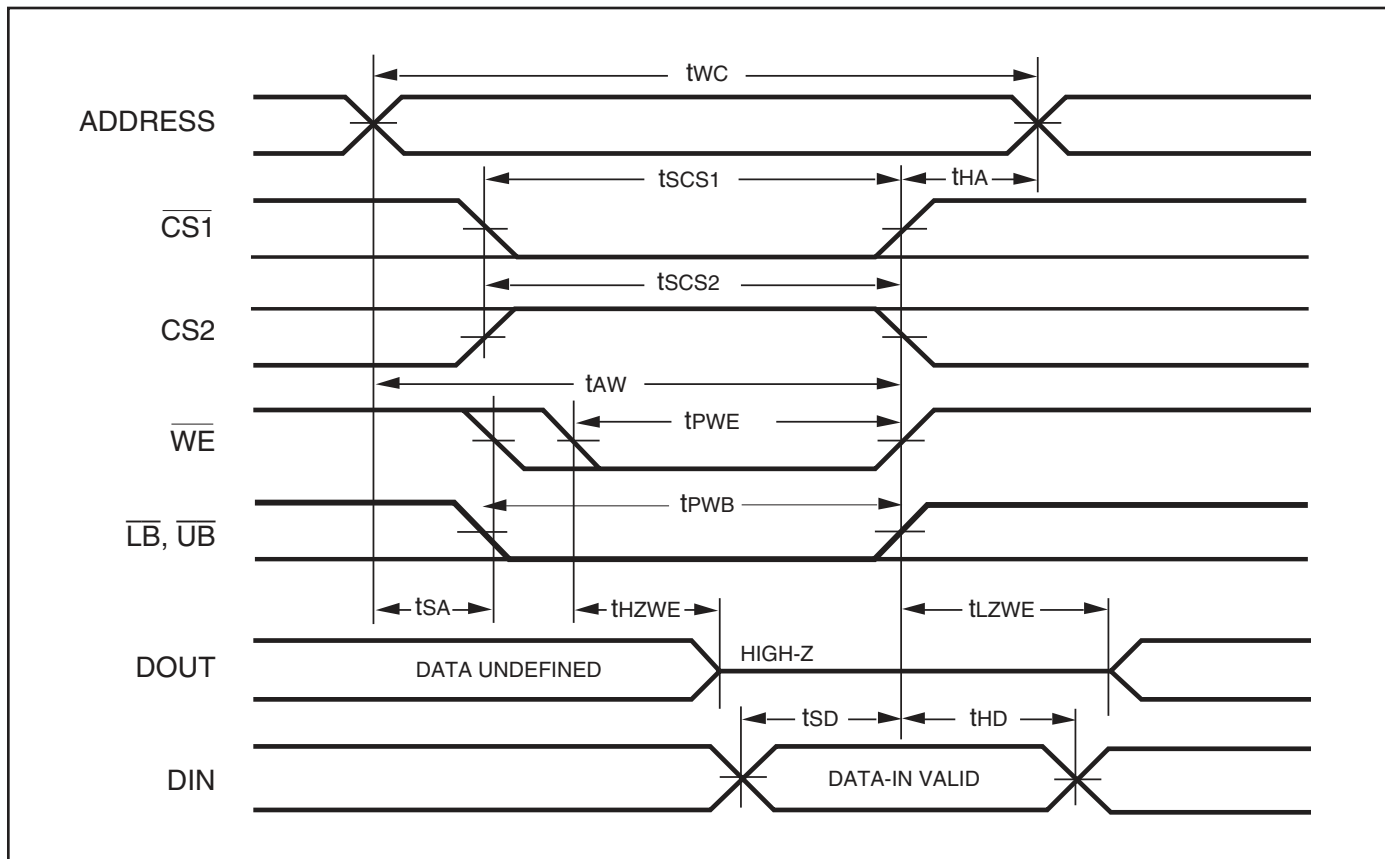 tWC
ADDRESS
tSCS1
tHA
CS1
tSCS2
CS2
tAW
WE
tPWE
LB, UB
tPWB
tSA
tHZWE
tLZWE
DOUT
DATA UNDEFINED
HIGH-Z
tSD
tHD
DIN
DATA-IN VALID